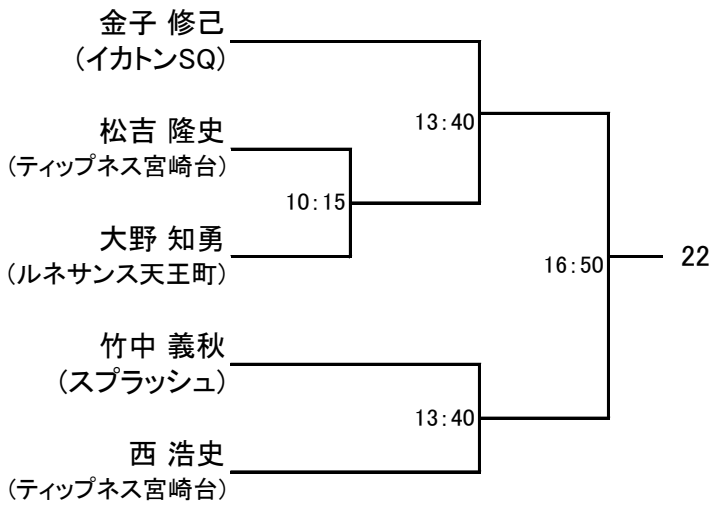 金子 修己
(イカトンSQ)
13:40
松吉 隆史
(ティップネス宮崎台)
10:15
大野 知勇
(ルネサンス天王町)
16:50
22
竹中 義秋
(スプラッシュ)
13:40
西 浩史
(ティップネス宮崎台)